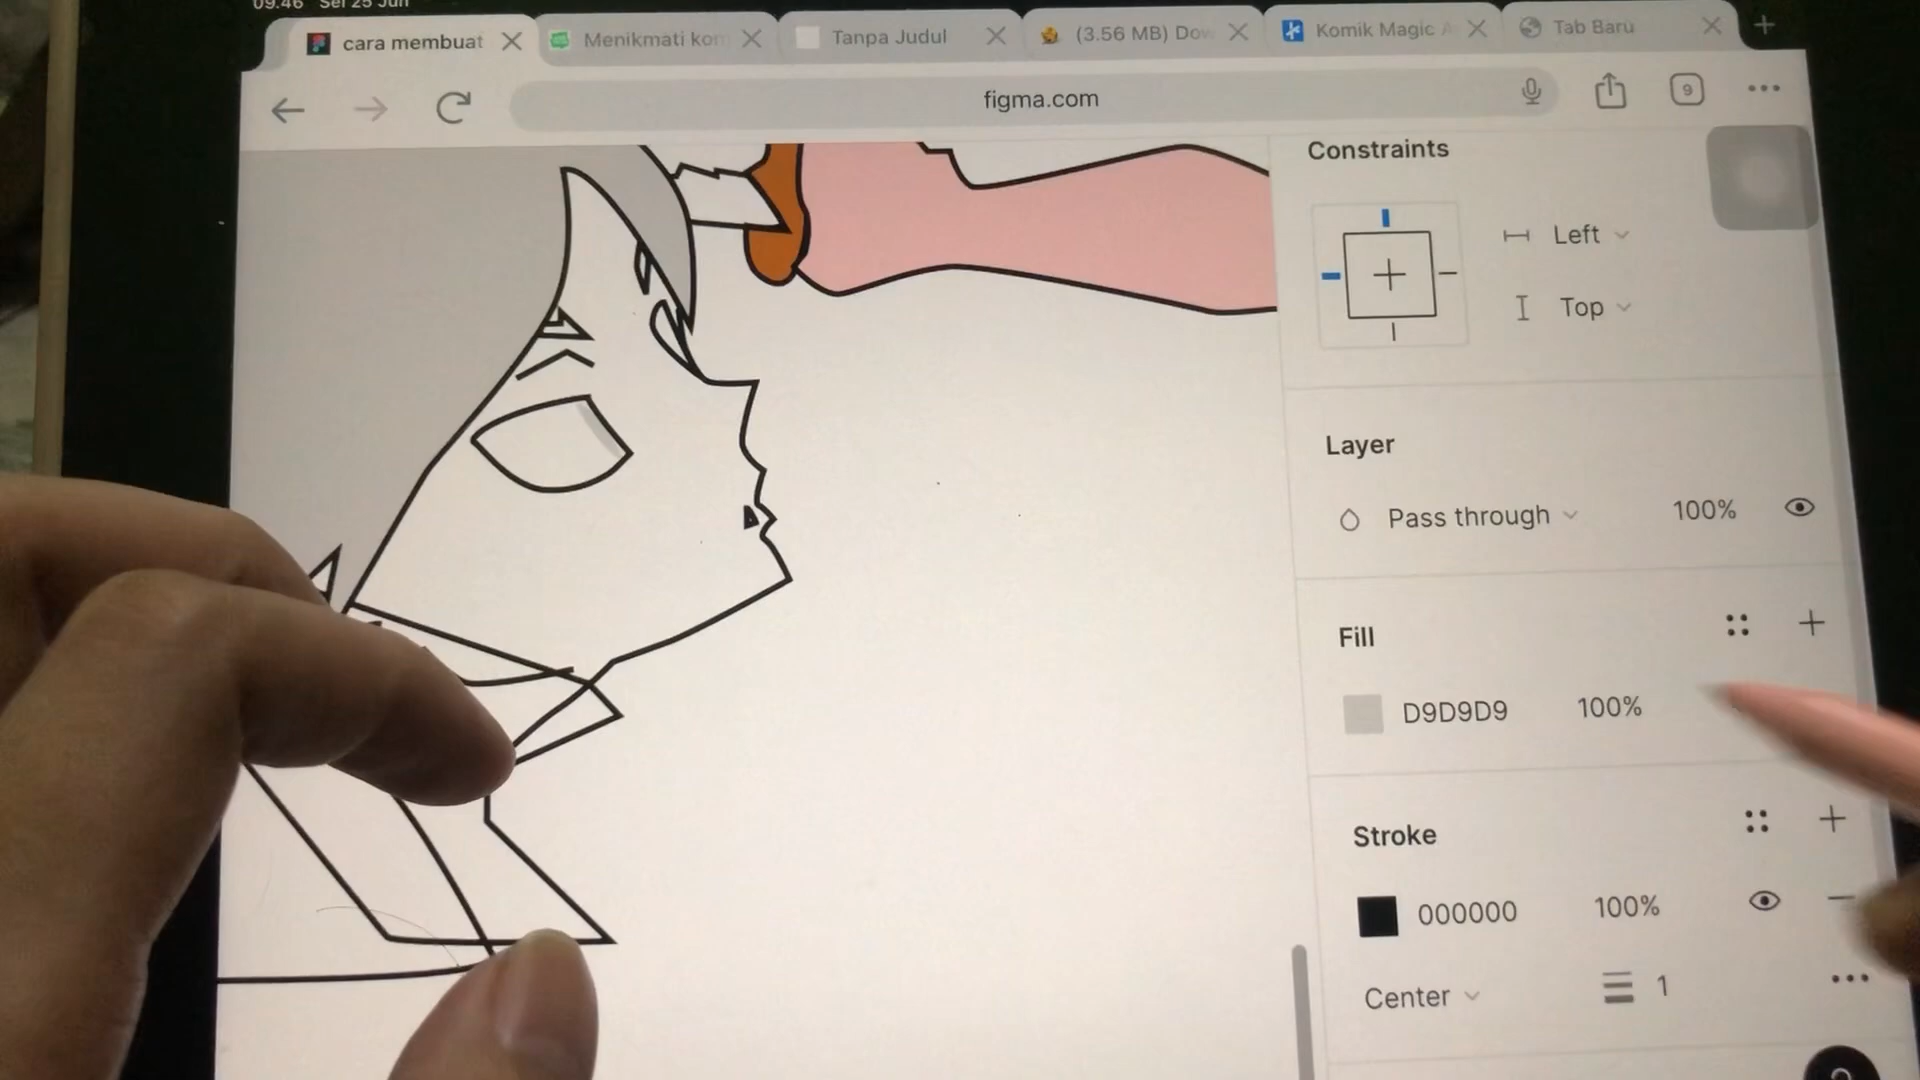 09.46 Sel 25 Jun
cara membuat
Menikmati kom
Tanpa Judul
(3.56 MB) Dow
Komik Magic A
Tab Baru
figma.com
9
Constraints
Left
Top
Layer
Pass through
100%
Fill
D9D9D9
100%
Stroke
000000
100%
Center
1